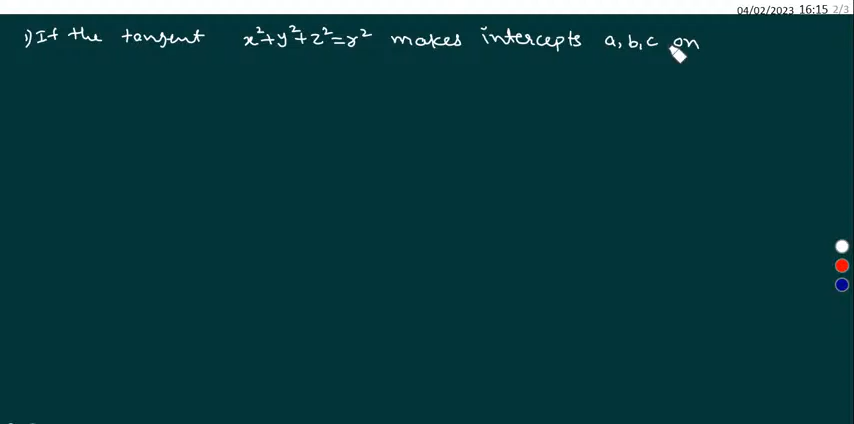 04/02/2023 16:15 2/3
1) If the tangent x²+y²+z²=r² makes intercepts a, b, c on